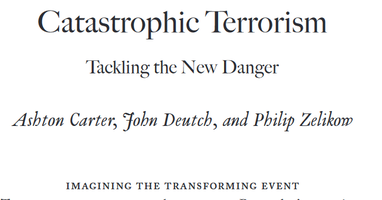 Catastrophic Terrorism
Tackling the New Danger
Ashton Carter, John Deutch, and Philip Zelikow
IMAGINING THE TRANSFORMING EVENT